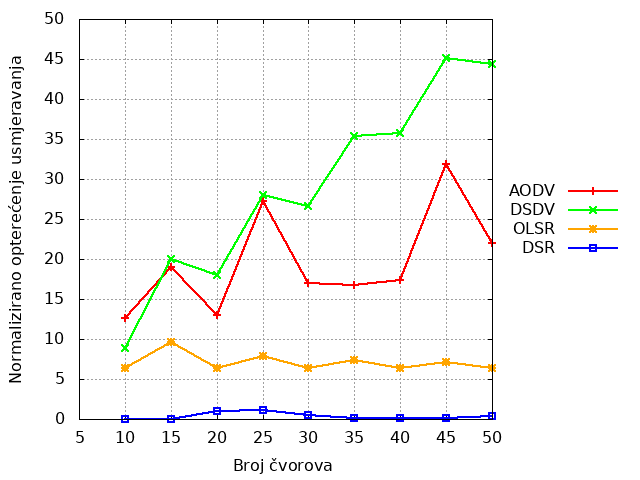 Normalizirano opterećenje usmjeravanja
50
45
40
35
30
25
20
15
10
5
0
5 10 15 20 25 30 35 40 45 50
Broj čvorova
AODV
DSDV
OLSR
DSR